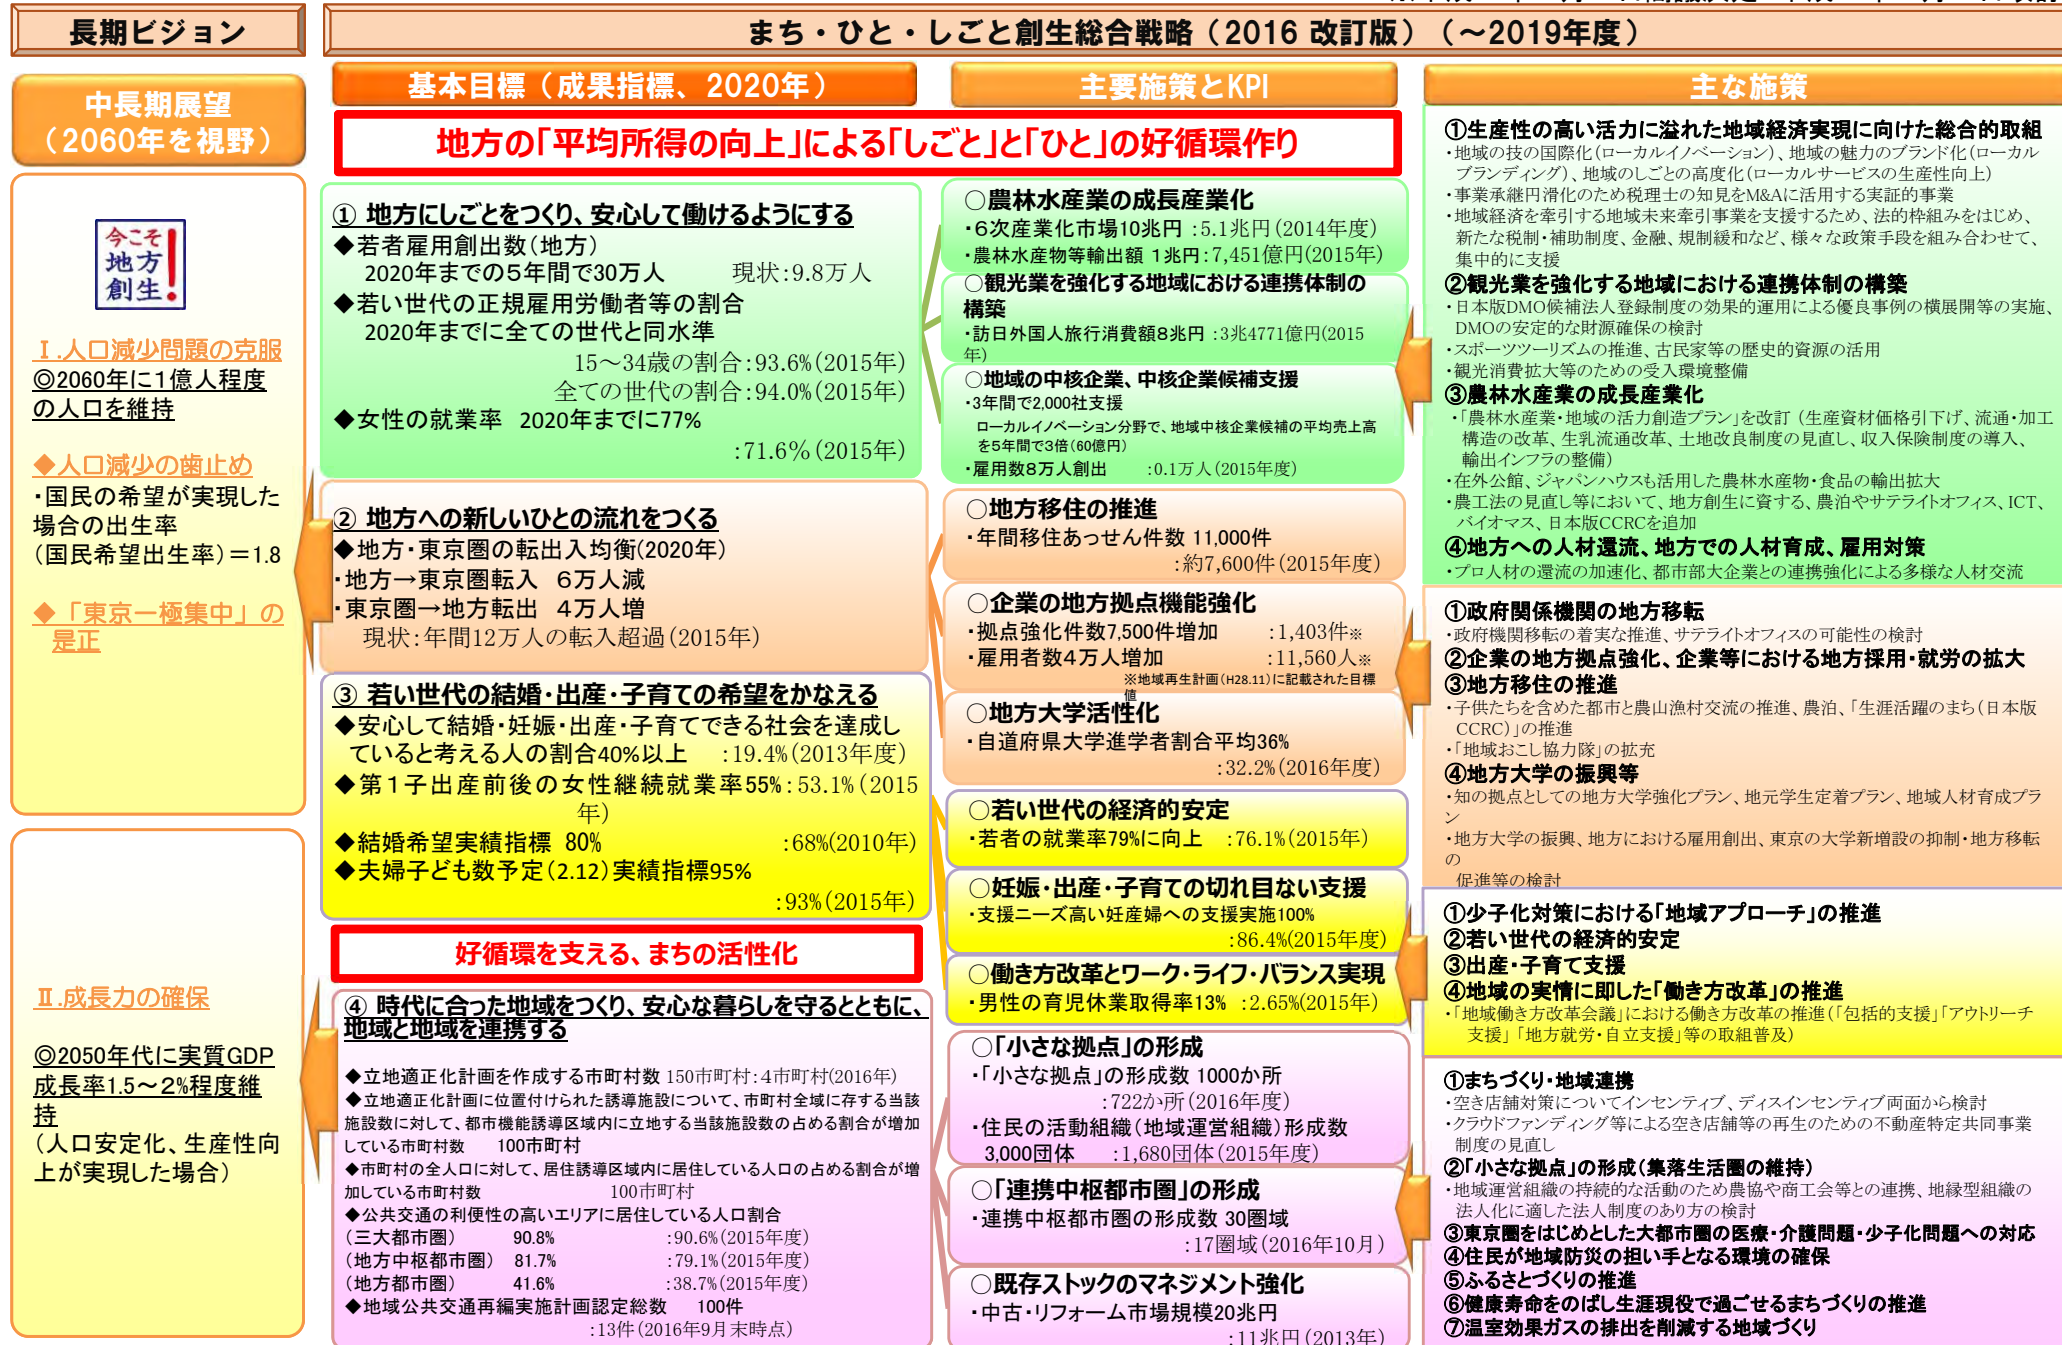 長期ビジョン
まち・ひと・しごと創生総合戦略（2016 改訂版）（～2019年度）
中長期展望
（2060年を視野）
今こそ
地方
創生！
Ⅰ.人口減少問題の克服
◎2060年に1億人程度
の人口を維持
◆人口減少の歯止め
・国民の希望が実現した
場合の出生率
（国民希望出生率）＝1.8
◆「東京一極集中」の
是正
Ⅱ.成長力の確保
◎2050年代に実質GDP
成長率1.5～2%程度維
持
（人口安定化、生産性向
上が実現した場合）
基本目標（成果指標、2020年）
主要施策とKPI
主な施策
地方の「平均所得の向上」による「しごと」と「ひと」の好循環作り
① 地方にしごとをつくり、安心して働けるようにする
◆若者雇用創出数（地方）
2020年までの5年間で30万人　現状：9.8万人
◆若い世代の正規雇用労働者等の割合
2020年までに全ての世代と同水準
15～34歳の割合：93.6%（2015年）
全ての世代の割合：94.0%（2015年）
◆女性の就業率　2020年までに77%
：71.6％（2015年）
② 地方への新しいひとの流れをつくる
◆地方・東京圏の転出入均衡(2020年)
・地方→東京圏転入　6万人減
・東京圏→地方転出　4万人増
現状：年間12万人の転入超過（2015年）
③ 若い世代の結婚・出産・子育ての希望をかなえる
◆安心して結婚・妊娠・出産・子育てできる社会を達成し
ていると考える人の割合40%以上　：19.4%（2013年度）
◆第1子出産前後の女性継続就業率55%：53.1%（2015
年）
◆結婚希望実績指標 80%　：68%(2010年)
◆夫婦子ども数予定（2.12）実績指標95%
：93%（2015年）
好循環を支える、まちの活性化
④ 時代に合った地域をつくり、安心な暮らしを守るとともに、
地域と地域を連携する
◆立地適正化計画を作成する市町村数 150市町村：4市町村(2016年)
◆立地適正化計画に位置付けられた誘導施設について、市町村全域に存する当該
施設数に対して、都市機能誘導区域内に立地する当該施設数の占める割合が増加
している市町村数　100市町村
◆市町村の全人口に対して、居住誘導区域内に居住している人口の占める割合が増
加している市町村数　100市町村
◆公共交通の利便性の高いエリアに居住している人口割合
（三大都市圏）　90.8%　：90.6%(2015年度)
（地方中枢都市圏）　81.7%　：79.1%(2015年度)
（地方都市圏）　41.6%　：38.7%(2015年度)
◆地域公共交通再編実施計画認定総数　100件
：13件（2016年9月末時点）
○農林水産業の成長産業化
・6次産業化市場10兆円 ：5.1兆円（2014年度）
・農林水産物等輸出額 1兆円：7,451億円（2015年）
○観光業を強化する地域における連携体制の
構築
・訪日外国人旅行消費額8兆円 ：3兆4771億円(2015
年)
○地域の中核企業、中核企業候補支援
・3年間で2,000社支援
ローカルイノベーション分野で、地域中核企業候補の平均売上高
を5年間で3倍（60億円）
・雇用数8万人創出　：0.1万人（2015年度）
○地方移住の推進
・年間移住あっせん件数 11,000件
：約7,600件（2015年度）
○企業の地方拠点機能強化
・拠点強化件数7,500件増加　：1,403件※
・雇用者数4万人増加　：11,560人※
※地域再生計画（H28.11）に記載された目標
値
○地方大学活性化
・自道府県大学進学者割合平均36%
：32.2%（2016年度）
○若い世代の経済的安定
・若者の就業率79%に向上　：76.1%（2015年）
○妊娠・出産・子育ての切れ目ない支援
・支援ニーズ高い妊産婦への支援実施100%
：86.4%(2015年度)
○働き方改革とワーク・ライフ・バランス実現
・男性の育児休業取得率13%　：2.65%(2015年)
○「小さな拠点」の形成
・「小さな拠点」の形成数 1000か所
：722か所（2016年度）
・住民の活動組織（地域運営組織）形成数
3,000団体　：1,680団体（2015年度）
○「連携中枢都市圏」の形成
・連携中枢都市圏の形成数 30圏域
：17圏域（2016年10月）
○既存ストックのマネジメント強化
・中古・リフォーム市場規模20兆円
：11兆円（2013年）
①生産性の高い活力に溢れた地域経済実現に向けた総合的取組
・地域の技の国際化（ローカルイノベーション）、地域の魅力のブランド化（ローカル
ブランディング）、地域のしごとの高度化（ローカルサービスの生産性向上）
・事業承継円滑化のため税理士の知見をM&Aに活用する実証的事業
・地域経済を牽引する地域未来牽引事業を支援するため、法的枠組みをはじめ、
新たな税制・補助制度、金融、規制緩和など、様々な政策手段を組み合わせて、
集中的に支援
②観光業を強化する地域における連携体制の構築
・日本版DMO候補法人登録制度の効果的運用による優良事例の横展開等の実施、
DMOの安定的な財源確保の検討
・スポーツツーリズムの推進、古民家等の歴史的資源の活用
・観光消費拡大等のための受入環境整備
③農林水産業の成長産業化
・「農林水産業・地域の活力創造プラン」を改訂（生産資材価格引下げ、流通・加工
構造の改革、生乳流通改革、土地改良制度の見直し、収入保険制度の導入、
輸出インフラの整備）
・在外公館、ジャパンハウスも活用した農林水産物・食品の輸出拡大
・農工法の見直し等において、地方創生に資する、農泊やサテライトオフィス、ICT、
バイオマス、日本版CCRCを追加
④地方への人材還流、地方での人材育成、雇用対策
・プロ人材の還流の加速化、都市部大企業との連携強化による多様な人材交流
①政府関係機関の地方移転
・政府機関移転の着実な推進、サテライトオフィスの可能性の検討
②企業の地方拠点強化、企業等における地方採用・就労の拡大
③地方移住の推進
・子供たちを含めた都市と農山漁村交流の推進、農泊、「生涯活躍のまち（日本版
CCRC）」の推進
・「地域おこし協力隊」の拡充
④地方大学の振興等
・知の拠点としての地方大学強化プラン、地元学生定着プラン、地域人材育成プラ
ン
・地方大学の振興、地方における雇用創出、東京の大学新増設の抑制・地方移転
の
促進等の検討
①少子化対策における「地域アプローチ」の推進
②若い世代の経済的安定
③出産・子育て支援
④地域の実情に即した「働き方改革」の推進
・「地域働き方改革会議」における働き方改革の推進（「包括的支援」「アウトリーチ
支援」「地方就労・自立支援」等の取組普及）
①まちづくり・地域連携
・空き店舗対策についてインセンティブ、ディスインセンティブ両面から検討
・クラウドファンディング等による空き店舗等の再生のための不動産特定共同事業
制度の見直し
②「小さな拠点」の形成（集落生活圏の維持）
・地域運営組織の持続的な活動のため農協や商工会等との連携、地縁型組織の
法人化に適した法人制度のあり方の検討
③東京圏をはじめとした大都市圏の医療・介護問題・少子化問題への対応
④住民が地域防災の担い手となる環境の確保
⑤ふるさとづくりの推進
⑥健康寿命をのばし生涯現役で過ごせるまちづくりの推進
⑦温室効果ガスの排出を削減する地域づくり